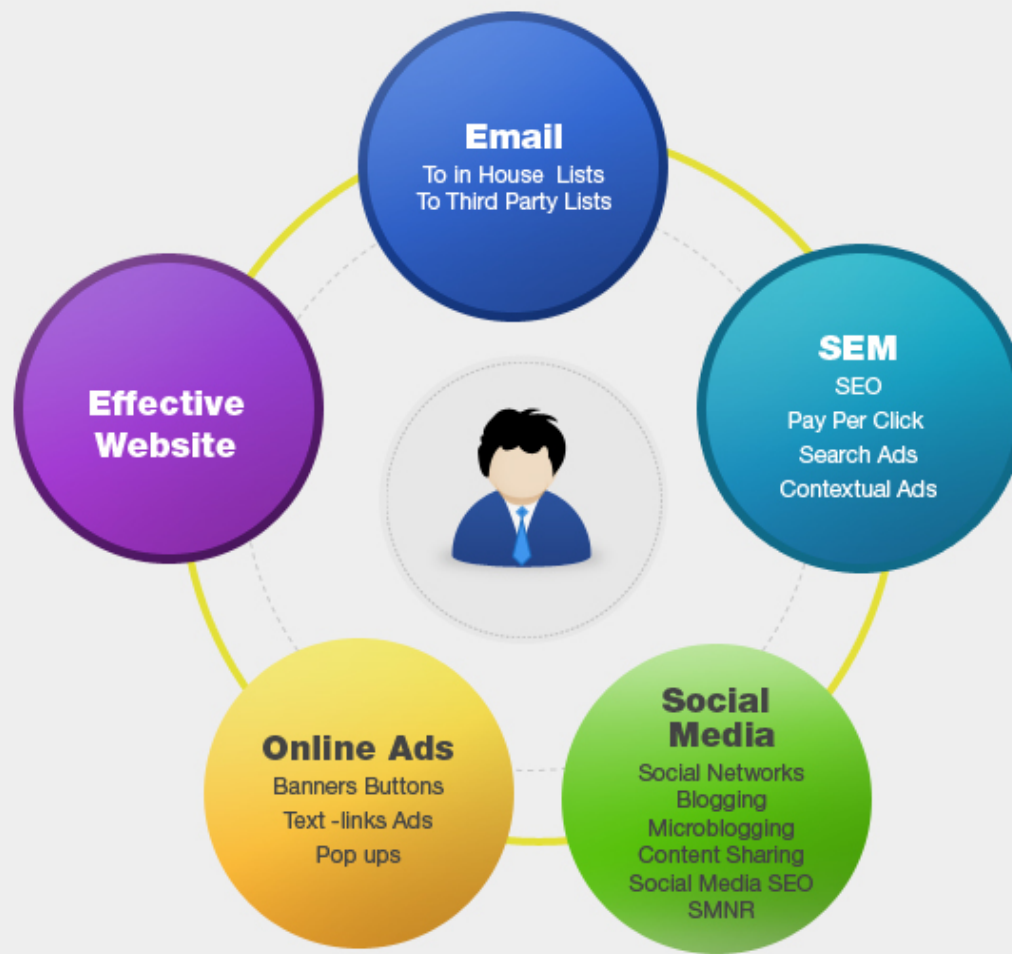 Email
To in House Lists
To Third Party Lists
SEM
SEO
Pay Per Click
Search Ads
Contextual Ads
Effective
Website
Online Ads
Banners Buttons
Text -links Ads
Pop ups
Social
Media
Social Networks
Blogging
Microblogging
Content Sharing
Social Media SEO
SMNR